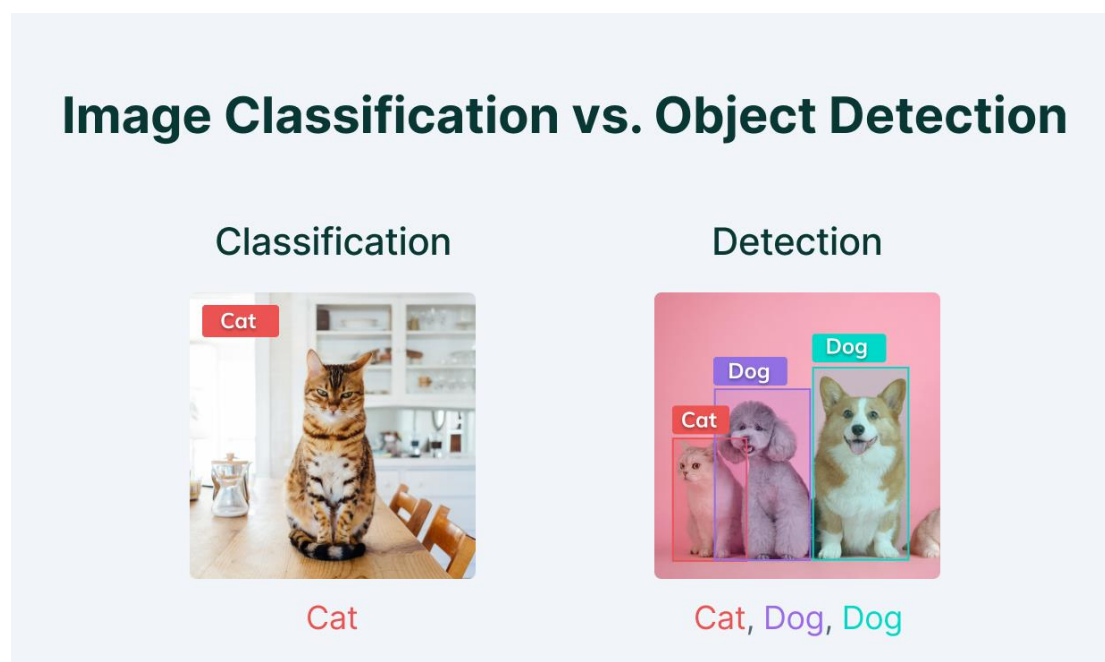 Image Classification vs. Object Detection
Classification
Detection
Cat
Cat
Dog
Dog
Cat
Cat, Dog, Dog